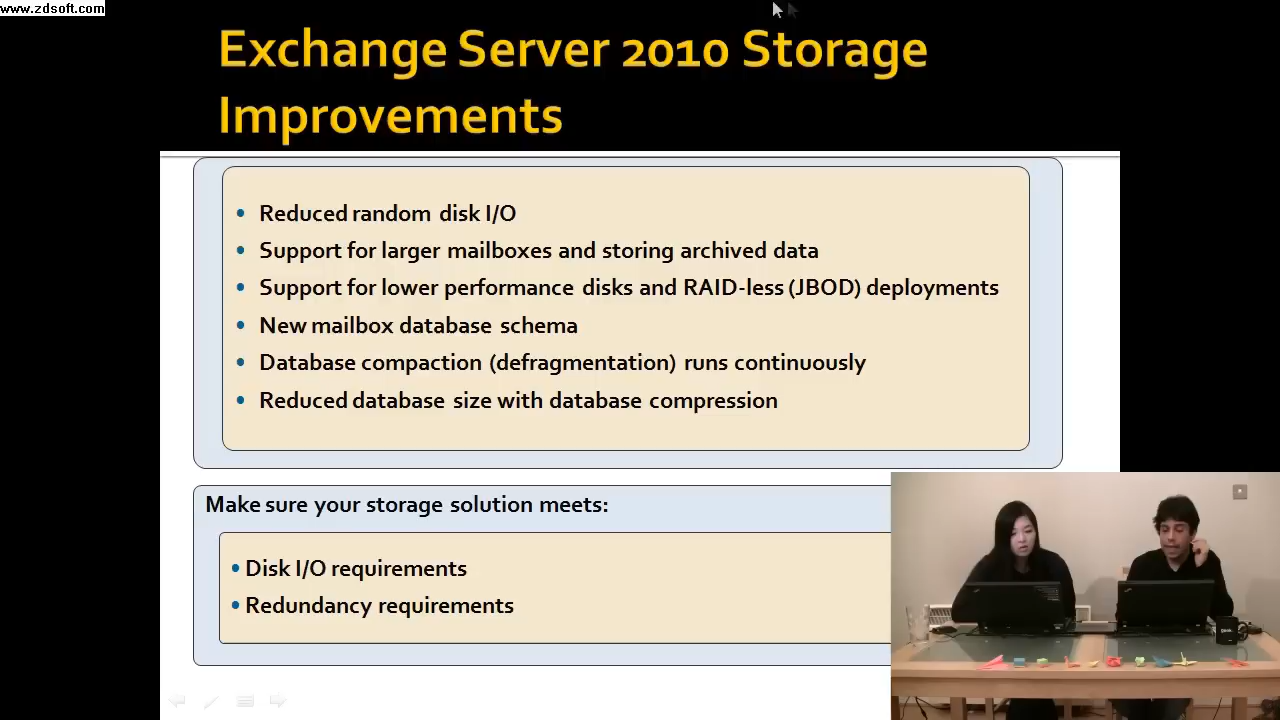 www.zdsoft.com
Exchange Server 2010 Storage
Improvements
• Reduced random disk I/O
• Support for larger mailboxes and storing archived data
• Support for lower performance disks and RAID-less (JBOD) deployments
• New mailbox database schema
• Database compaction (defragmentation) runs continuously
• Reduced database size with database compression
Make sure your storage solution meets:
• Disk I/O requirements
• Redundancy requirements